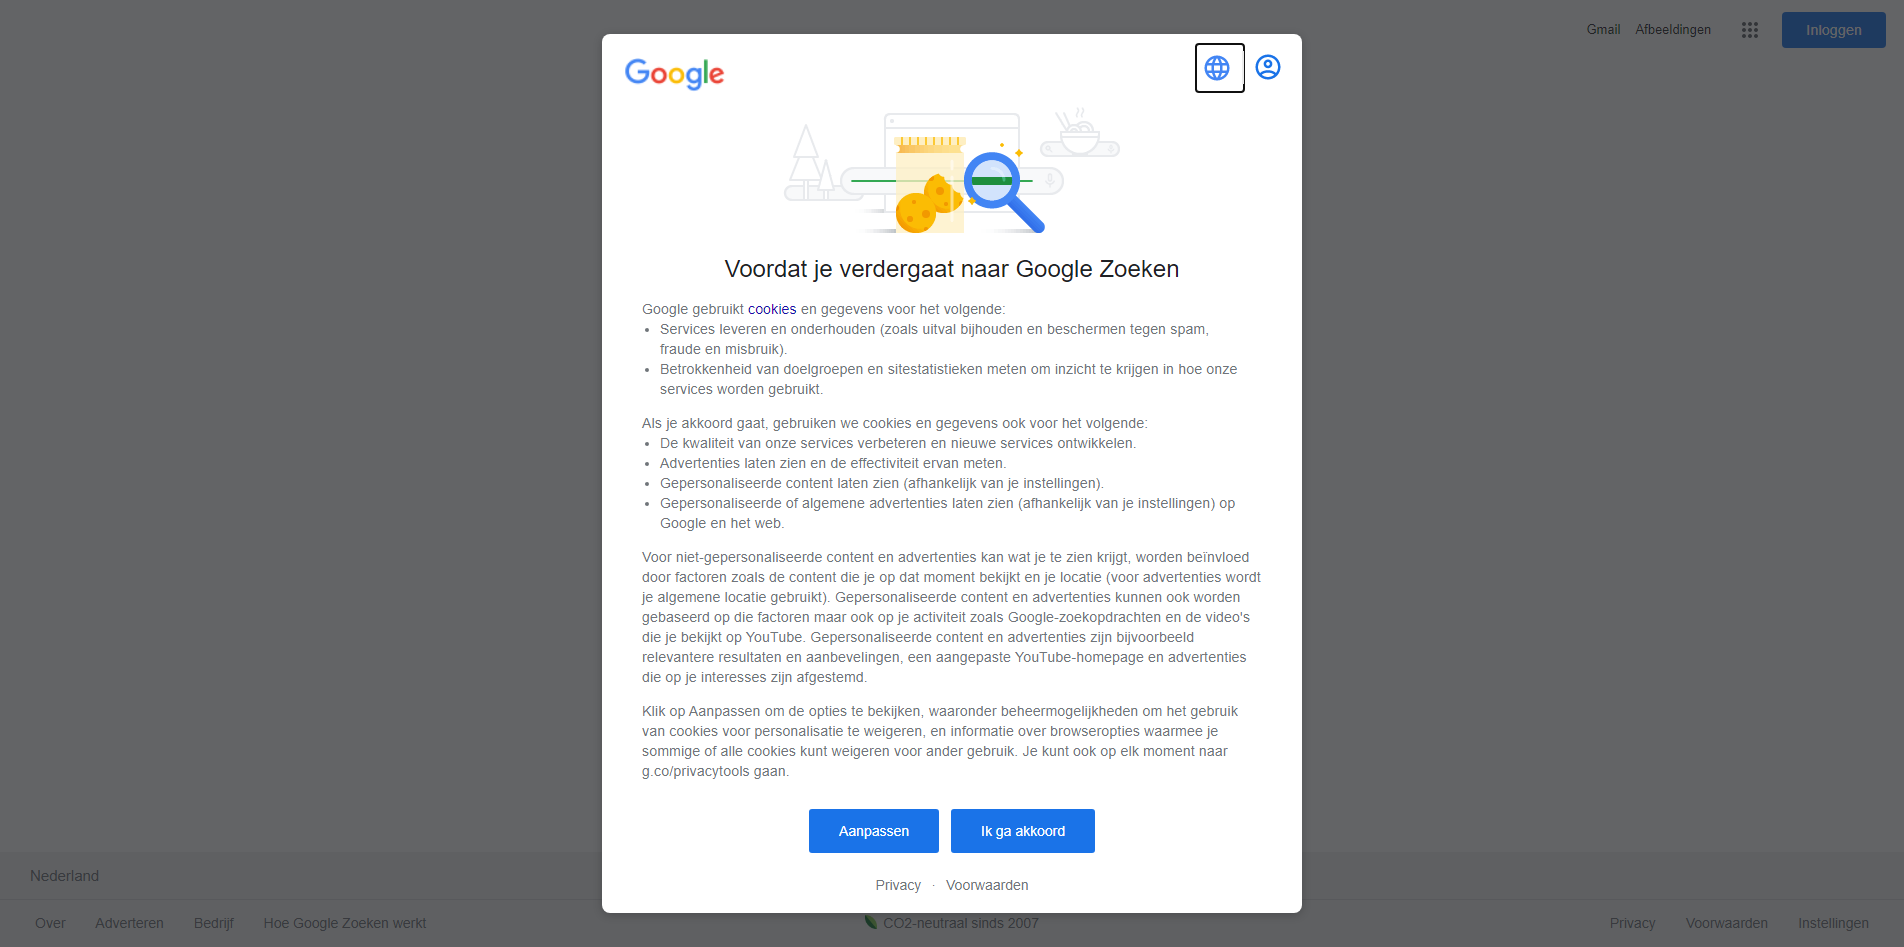 Gmail Afbeeldingen Inloggen
Google
Voordat je verdergaat naar Google Zoeken
Google gebruikt cookies en gegevens voor het volgende:
• Services leveren en onderhouden (zoals uitval bijhouden en beschermen tegen spam,
fraude en misbruik).
• Betrokkenheid van doelgroepen en sitestatistieken meten om inzicht te krijgen in hoe onze
services worden gebruikt.
Als je akkoord gaat, gebruiken we cookies en gegevens ook voor het volgende:
• De kwaliteit van onze services verbeteren en nieuwe services ontwikkelen.
• Advertenties laten zien en de effectiviteit ervan meten.
• Gepersonaliseerde content laten zien (afhankelijk van je instellingen).
• Gepersonaliseerde of algemene advertenties laten zien (afhankelijk van je instellingen) op
Google en het web.
Voor niet-gepersonaliseerde content en advertenties kan wat je te zien krijgt, worden beïnvloed
door factoren zoals de content die je op dat moment bekijkt en je locatie (voor advertenties wordt
je algemene locatie gebruikt). Gepersonaliseerde content en advertenties kunnen ook worden
gebaseerd op die factoren maar ook op je activiteit zoals Google-zoekopdrachten en de video's
die je bekijkt op YouTube. Gepersonaliseerde content en advertenties zijn bijvoorbeeld
relevantere resultaten en aanbevelingen, een aangepaste YouTube-homepage en advertenties
die op je interesses zijn afgestemd.
Klik op Aanpassen om de opties te bekijken, waaronder beheermogelijkheden om het gebruik
van cookies voor personalisatie te weigeren, en informatie over browseropties waarmee je
sommige of alle cookies kunt weigeren voor ander gebruik. Je kunt ook op elk moment naar
g.co/privacytools gaan.
Aanpassen Ik ga akkoord
Privacy · Voorwaarden
Nederland
Over Adverteren Bedrijf Hoe Google Zoeken werkt CO2-neutraal sinds 2007 Privacy Voorwaarden Instellingen